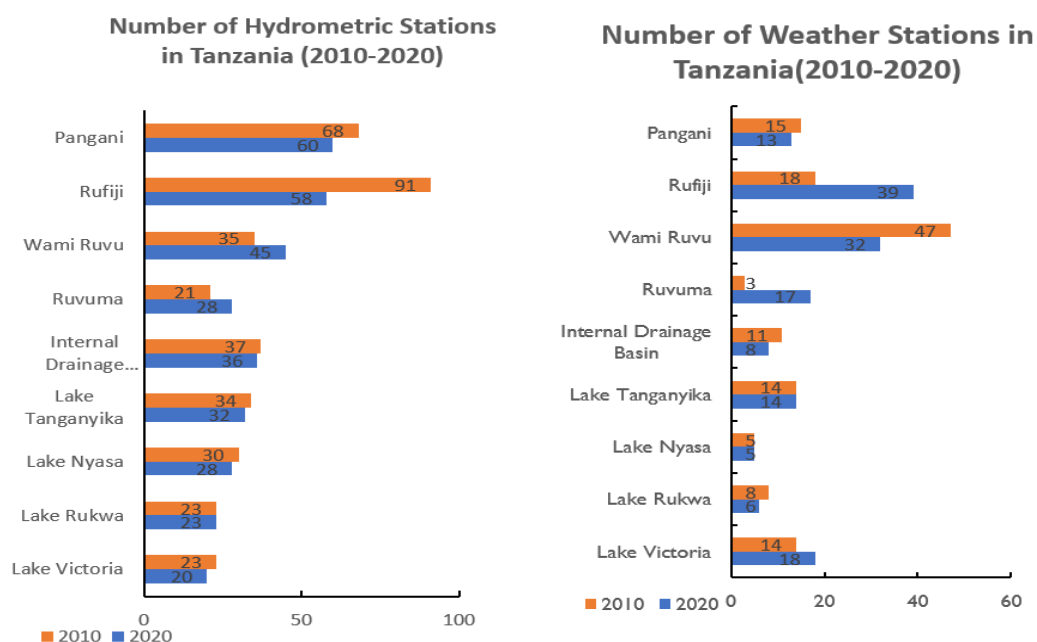 Number of Hydrometric Stations
in Tanzania (2010-2020)
Pangani
68
60
Rufiji
91
58
Wami Ruvu
35
45
Ruvuma
21
28
Internal
Drainage...
37
36
Lake
Tanganyika
34
32
Lake Nyasa
30
28
Lake Rukwa
23
23
Lake Victoria
23
20
0
50
100
2010
2020
Number of Weather Stations in
Tanzania(2010-2020)
Pangani
15
13
Rufiji
18
39
Wami Ruvu
47
32
Ruvuma
3
17
Internal Drainage
Basin
11
8
Lake Tanganyika
14
14
Lake Nyasa
5
5
Lake Rukwa
8
6
Lake Victoria
14
18
0
20
40
60
2010
2020